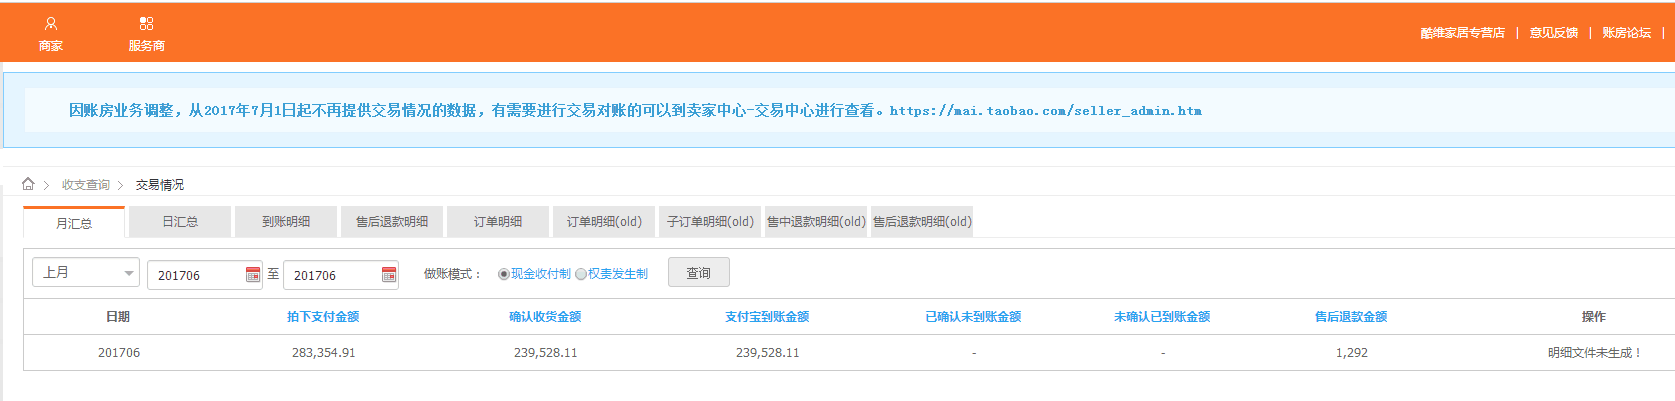 商家 服务商 酷维家居专营店 | 意见反馈 | 账房论坛 |
因账房业务调整，从2017年7月1日起不再提供交易情况的数据，有需要进行交易对账的可以到卖家中心-交易中心进行查看。https://mai.taobao.com/seller_admin.htm
收支查询 > 交易情况
月汇总 日汇总 到账明细 售后退款明细 订单明细 订单明细(old) 子订单明细(old) 售中退款明细(old) 售后退款明细(old)
上月 201706 至 201706 做账模式： 现金收付制 权责发生制 查询
日期 拍下支付金额 确认收货金额 支付宝到账金额 已确认未到账金额 未确认已到账金额 售后退款金额 操作
201706 283,354.91 239,528.11 239,528.11 - - 1,292 明细文件未生成！